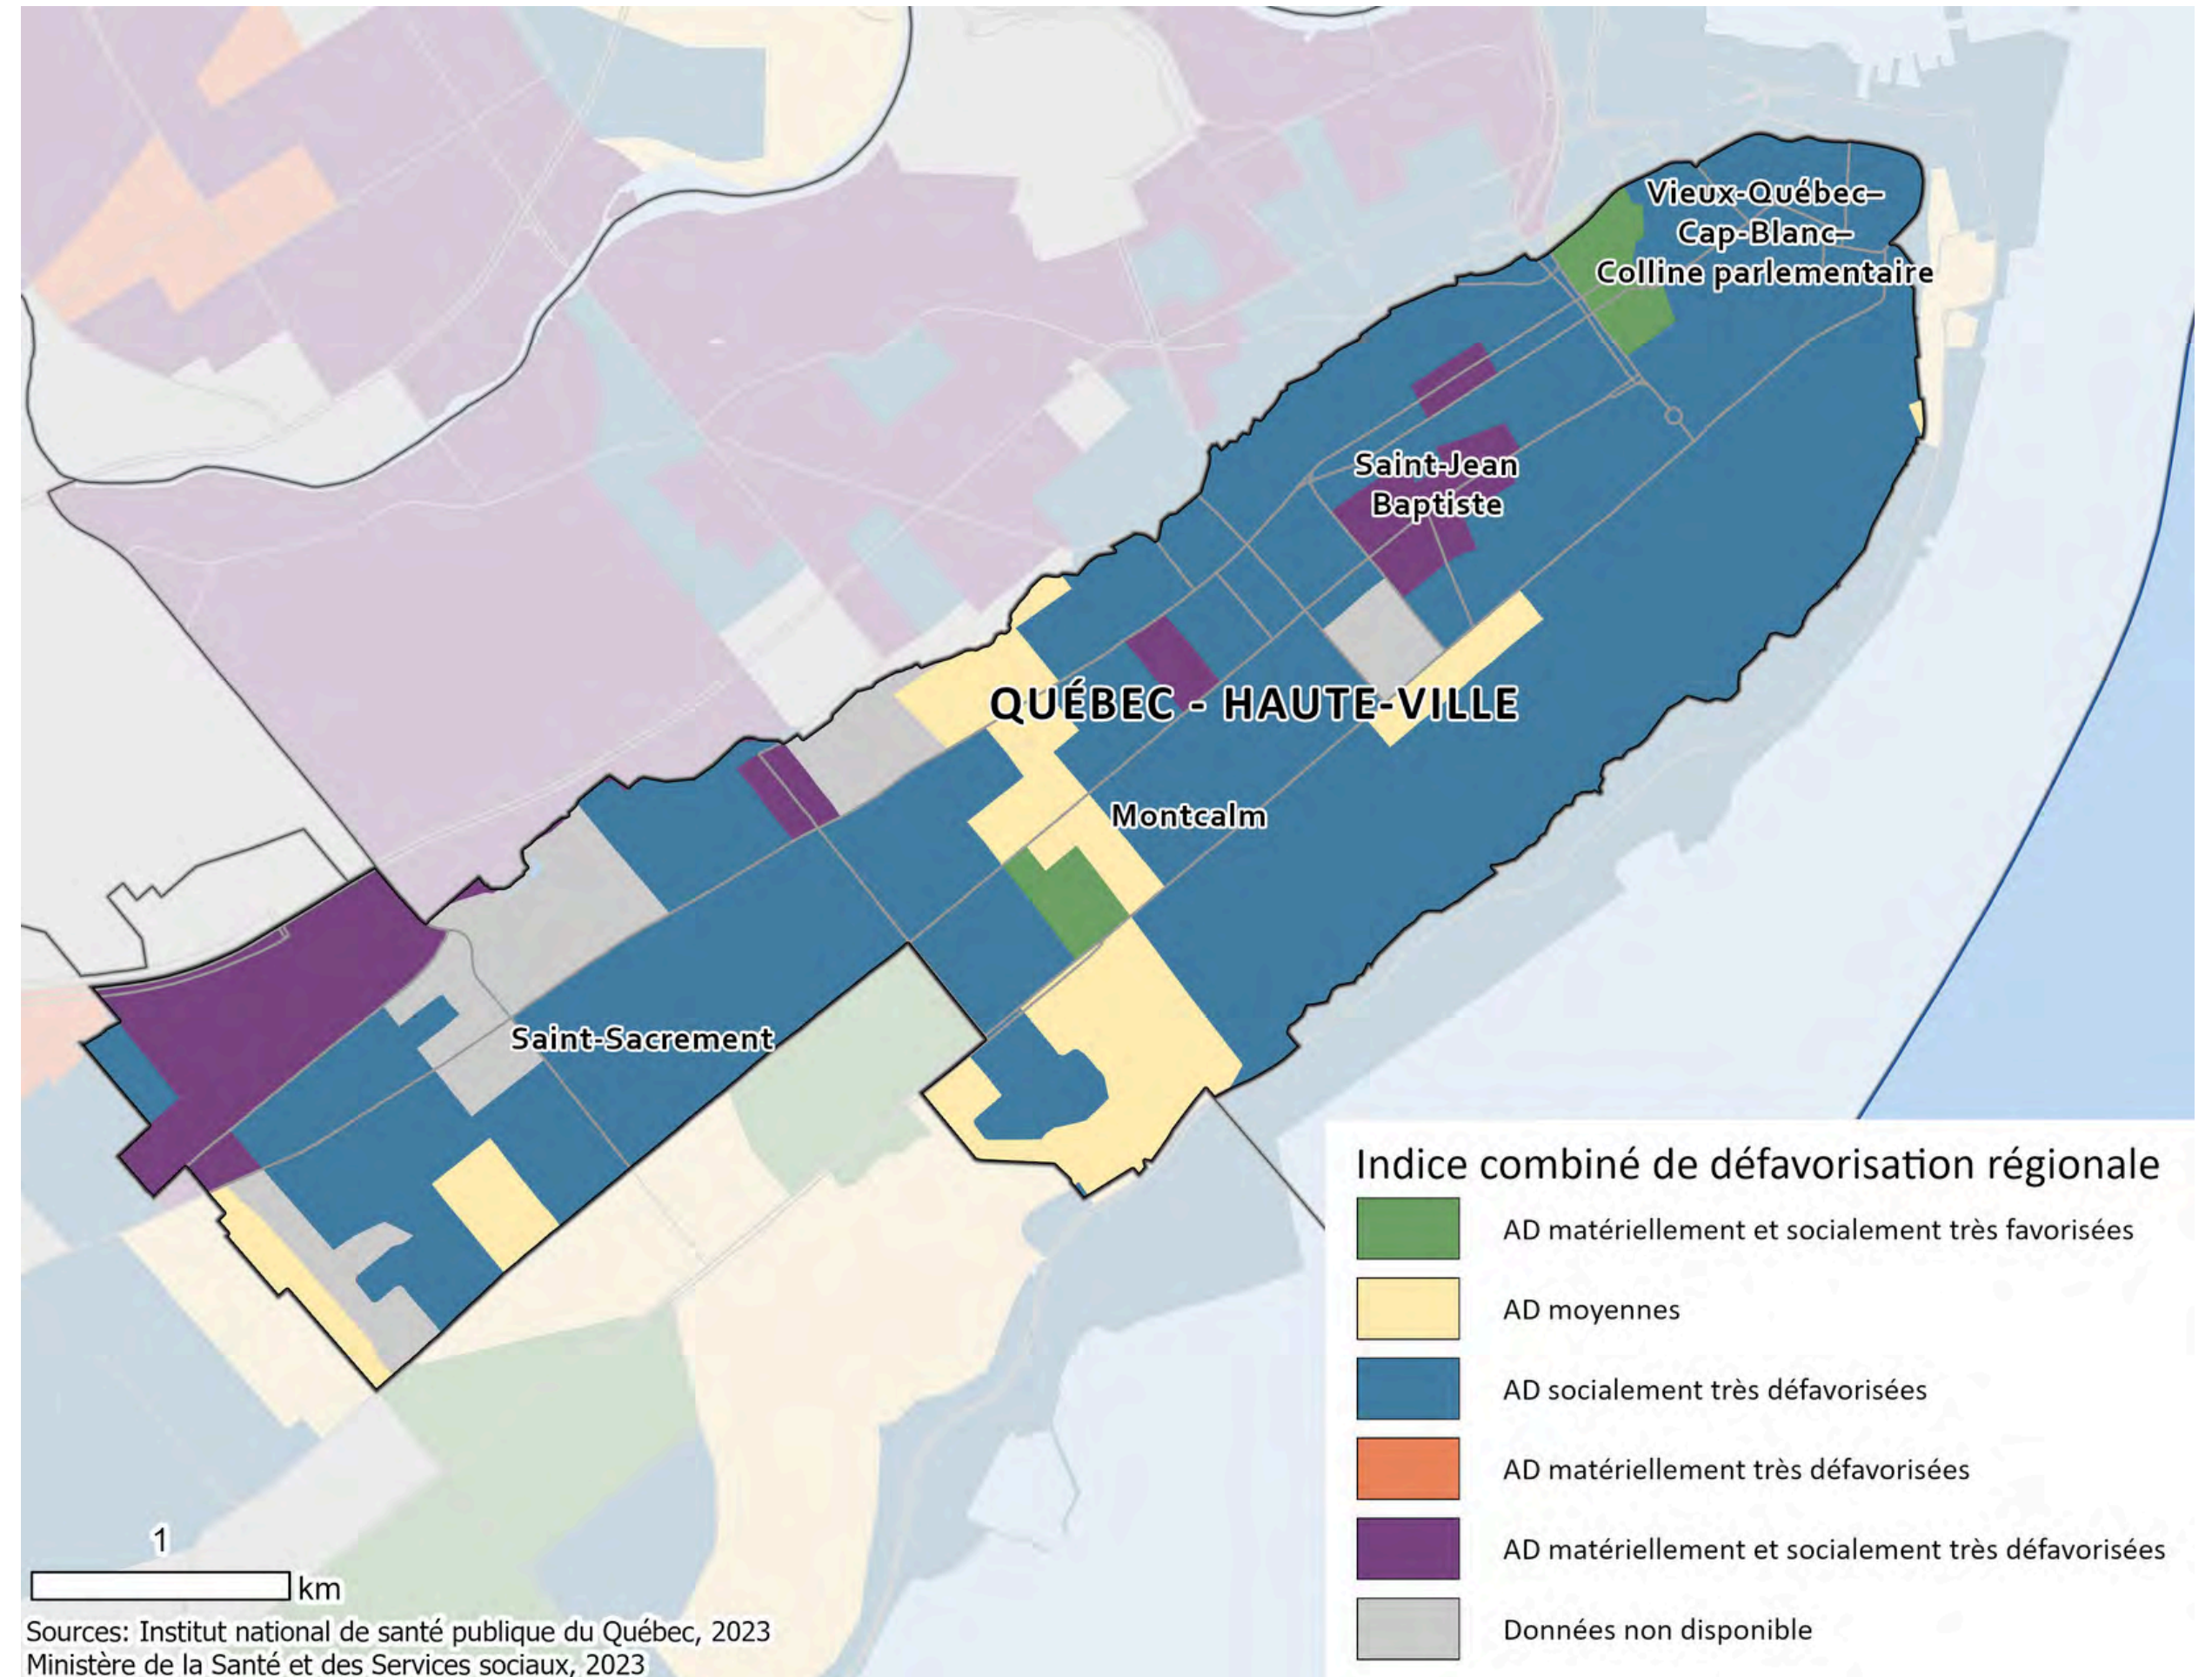 Vieux-Québec–
Cap-Blanc–
Colline parlementaire
Saint-Jean
Baptiste
QUÉBEC - HAUTE-VILLE
Montcalm
Saint-Sacrement
Indice combiné de défavorisation régionale
AD matériellement et socialement très favorisées
AD moyennes
AD socialement très défavorisées
AD matériellement très défavorisées
AD matériellement et socialement très défavorisées
Données non disponible
1
km
Sources: Institut national de santé publique du Québec, 2023
Ministère de la Santé et des Services sociaux, 2023